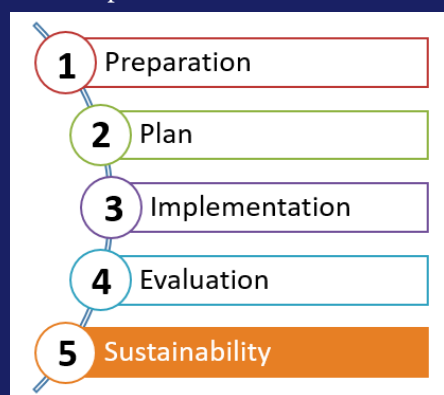 1 Preparation
2 Plan
3 Implementation
4 Evaluation
5 Sustainability